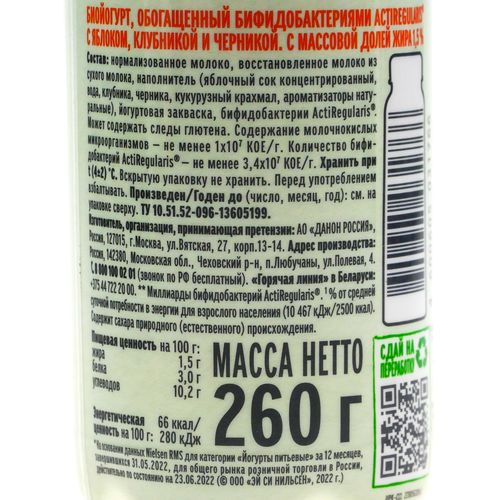 БИОЙОГУРТ, ОБОГАЩЕННЫЙ БИФИДОБАКТЕРИЯМИ ACTIREGULARIS®
С ЯБЛОКОМ, КЛУБНИКОЙ И ЧЕРНИКОЙ. С МАССОВОЙ ДОЛЕЙ ЖИРА 1,5 %
Состав: нормализованное молоко, восстановленное молоко из
сухого молока, наполнитель (яблочный сок концентрированный,
вода, клубника, черника, кукурузный крахмал, ароматизаторы нату-
ральные), йогуртовая закваска, бифидобактерии ActiRegularis®
Может содержать следы глютена. Содержание молочнокислых
микроорганизмов – не менее 1х10⁷ КОЕ/г. Количество бифи-
добактерий ActiRegularis® – не менее 3,4х10⁷ КОЕ/г. Хранить при
t (4±2) °C. Вскрытую упаковку не хранить. Перед употреблением
взбалтывать. Произведен/Годен до (число, месяц, год): см. на
упаковке сверху. ТУ 10.51.52-096-13605199.
Изготовитель, организация, принимающая претензии: АО «ДАНОН РОССИЯ»,
Россия, 127015, г.Москва, ул.Вятская, 27, корп.13-14. Адрес производства:
Россия, 142380, Московская обл., Чеховский р-н, п.Любучаны, ул.Полевая, 1.
8 000 100 02 01 (звонок по РФ бесплатный). «Горячая линия» в Беларуси:
+375 44 722 20 00. ** Миллиарды бифидобактерий ActiRegularis®. ¹ % от средней
суточной потребности в энергии для взрослого населения (10 467 кДж/2500 ккал).
Содержит сахара природного (естественного) происхождения.
Пищевая ценность на 100 г:
жира 1,5 г
белка 3,0 г
углеводов 10,2 г
Энергетическая
ценность 66 ккал/
на 100 г: 280 кДж
МАССА НЕТТО
260 г
СДАЙ НА
ПЕРЕРАБОТКУ
*На основании данных Nielsen RMS для категории «Йогурты питьевые» за 12 месяцев,
завершившихся 31.05.2022, для общего рынка розничной торговли в России,
действительно по состоянию на 23.06.2022 (© ООО «ЭЙ СИ НИЛЬСЕН», 2022 г.)